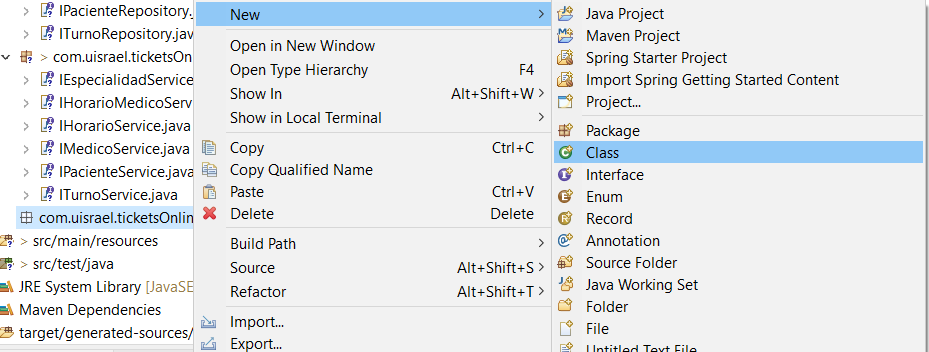 IPacienteRepository.
ITurnoRepository.jav
> com.uisrael.ticketsOn
IEspecialidadService
IHorarioMedicoServ
IHorarioService.java
IMedicoService.java
IPacienteService.java
ITurnoService.java
com.uisrael.ticketsOnlin
> src/main/resources
> src/test/java
JRE System Library [JavaSE
Maven Dependencies
target/generated-sources/
New >
Open in New Window
Open Type Hierarchy F4
Show In Alt+Shift+W >
Show in Local Terminal >
Copy Ctrl+C
Copy Qualified Name
Paste Ctrl+V
Delete Delete
Build Path >
Source Alt+Shift+S >
Refactor Alt+Shift+T >
Import...
Export...
Java Project
Maven Project
Spring Starter Project
Import Spring Getting Started Content
Project...
Package
Class
Interface
Enum
Record
Annotation
Source Folder
Java Working Set
Folder
File
Untitled Text File